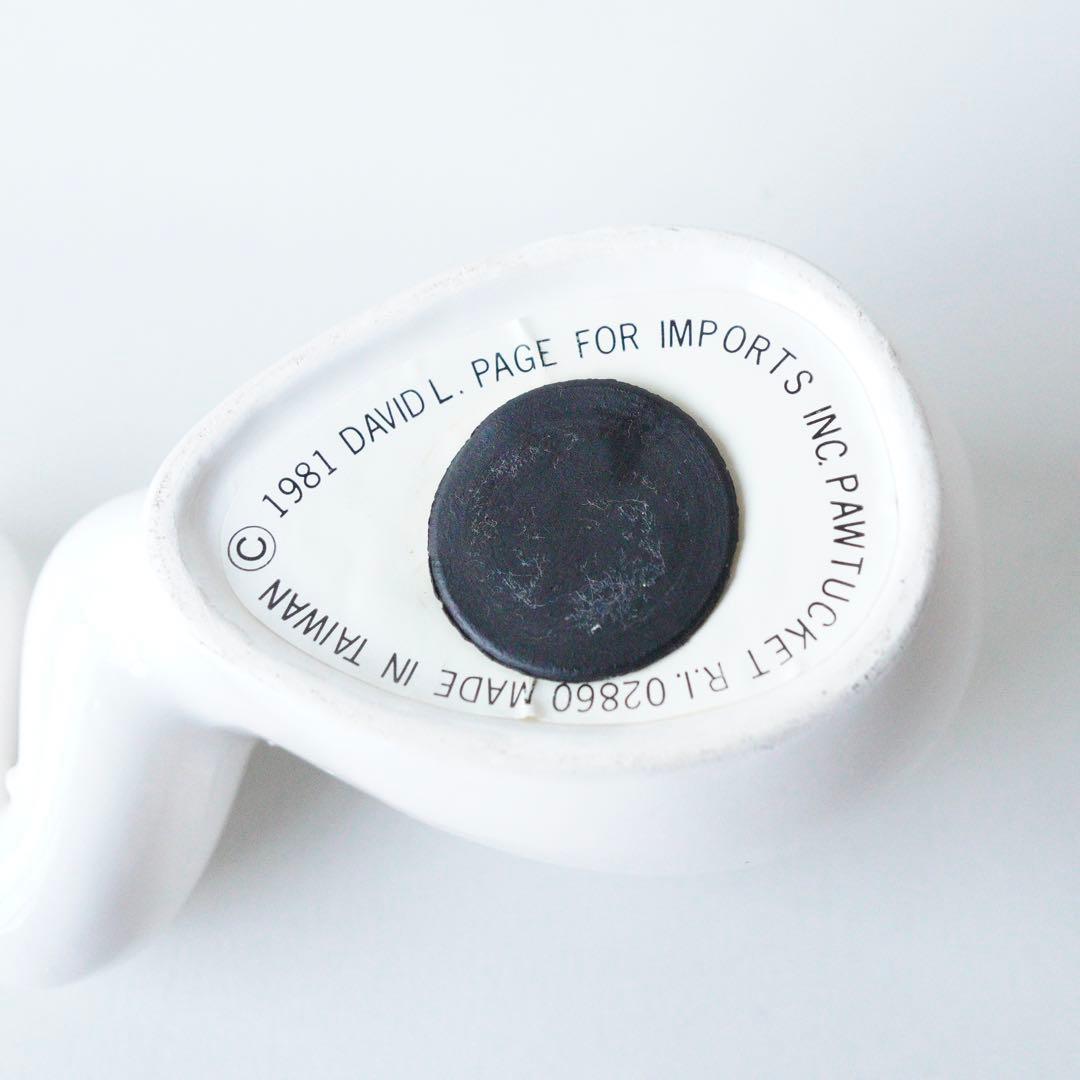 © 1981 DAVID L. PAGE FOR IMPORTS INC. PAWTUCKET R.I. 02860 MADE IN TAIWAN